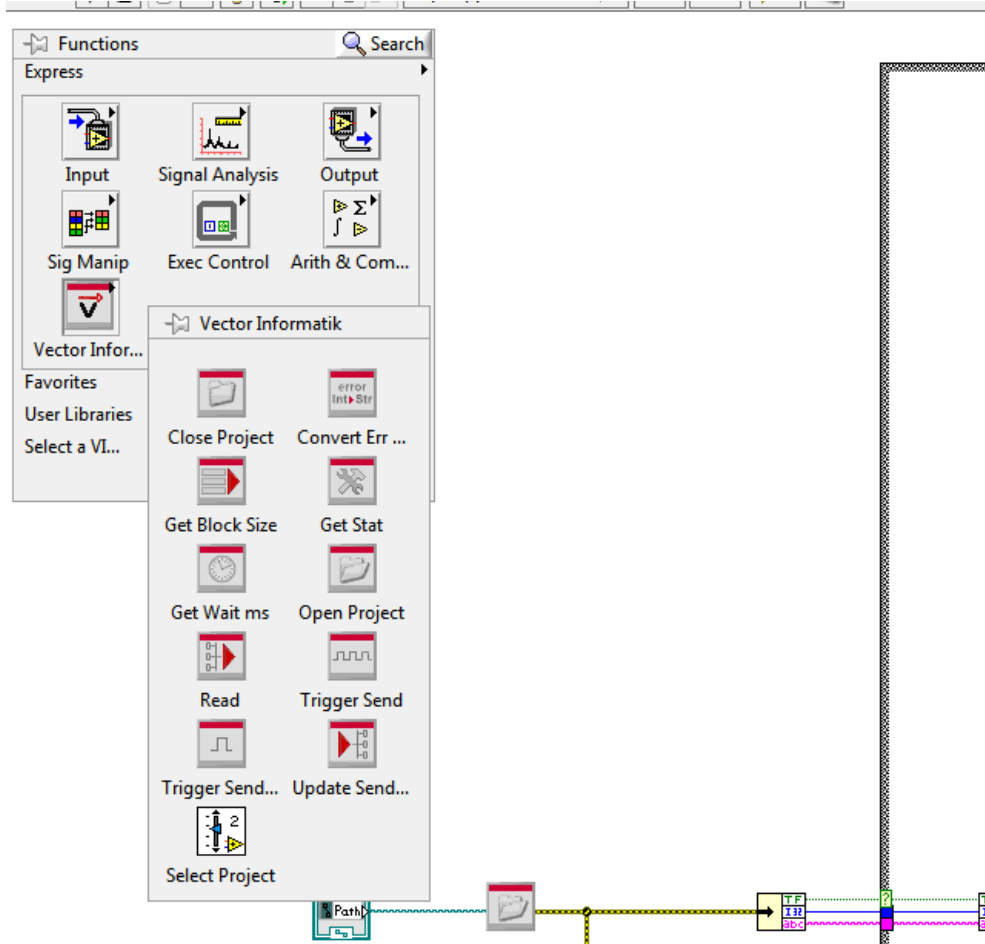 Functions
Search
Express
Input
Signal Analysis
Output
Sig Manip
Exec Control
Arith & Com...
Vector Infor...
Favorites
User Libraries
Select a VI...
Vector Informatik
error
Int▸Str
Close Project
Convert Err ...
Get Block Size
Get Stat
Get Wait ms
Open Project
Read
Trigger Send
Trigger Send...
Update Send...
2
Select Project
Path
TF
I32
abc
?